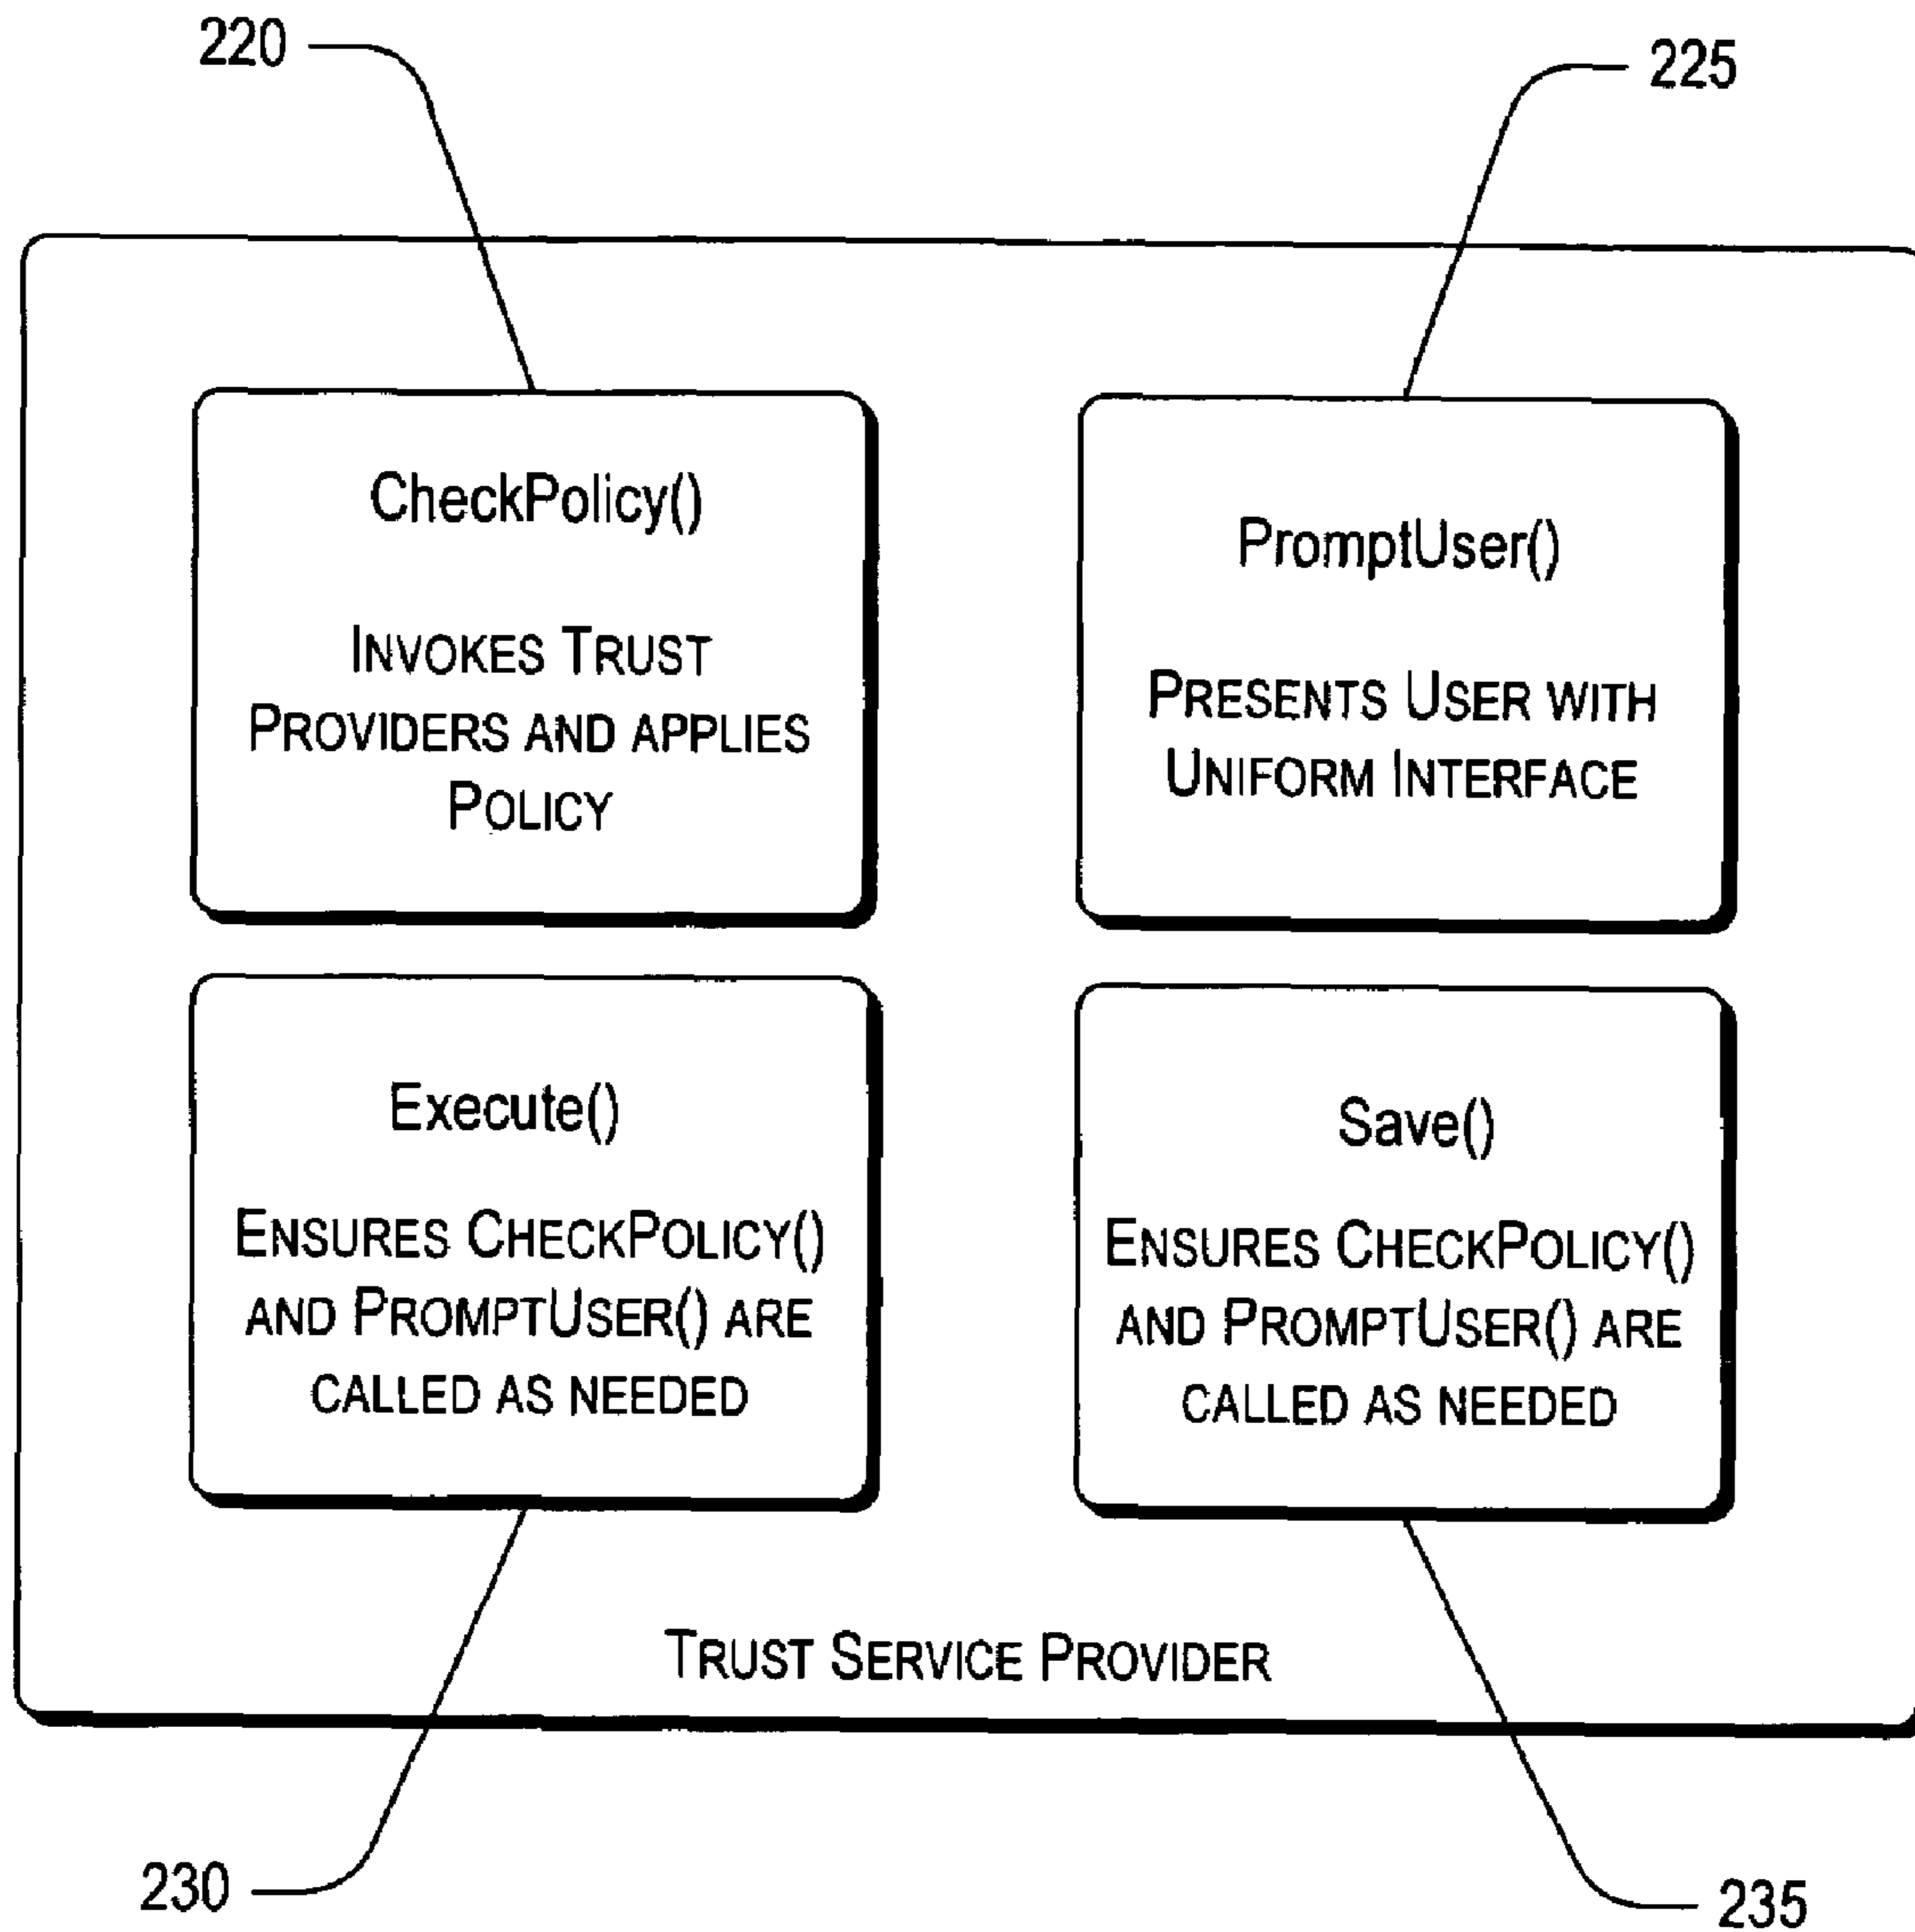 220
225
CheckPolicy()
INVOKES TRUST
PROVIDERS AND APPLIES
POLICY
PromptUser()
PRESENTS USER WITH
UNIFORM INTERFACE
Execute()
ENSURES CHECKPOLICY()
AND PROMPTUSER() ARE
CALLED AS NEEDED
Save()
ENSURES CHECKPOLICY()
AND PROMPTUSER() ARE
CALLED AS NEEDED
TRUST SERVICE PROVIDER
230
235